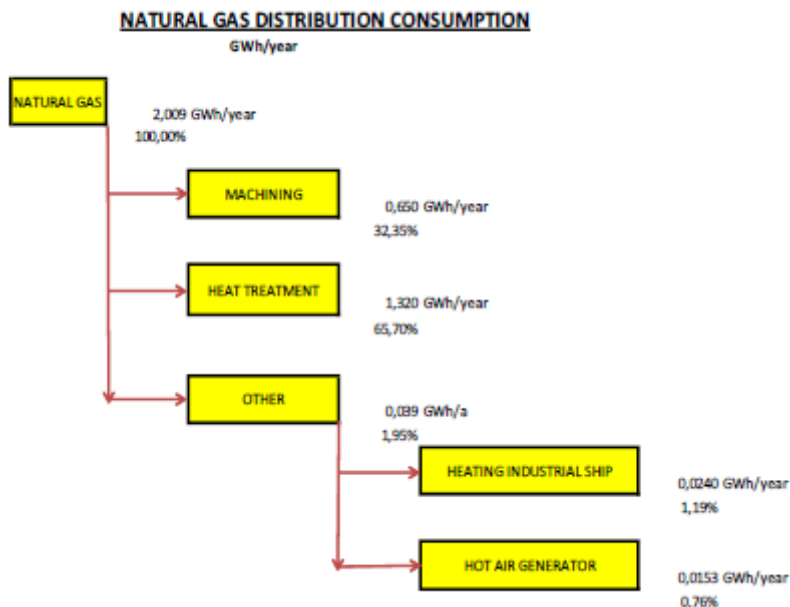 NATURAL GAS DISTRIBUTION CONSUMPTION
GWh/year
NATURAL GAS
2,009 GWh/year
100,00%
MACHINING
0,650 GWh/year
32,35%
HEAT TREATMENT
1,320 GWh/year
65,70%
OTHER
0,039 GWh/a
1,95%
HEATING INDUSTRIAL SHIP
0,0240 GWh/year
1,19%
HOT AIR GENERATOR
0,0153 GWh/year
0,76%